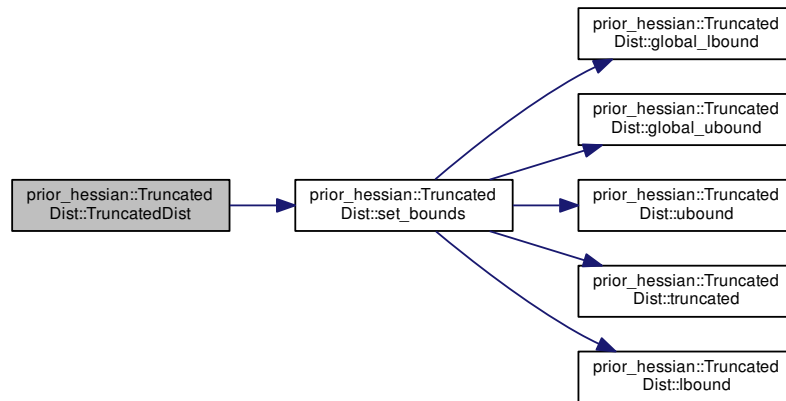 prior_hessian::Truncated
Dist::global_lbound
prior_hessian::Truncated
Dist::global_ubound
prior_hessian::Truncated
Dist::TruncatedDist
prior_hessian::Truncated
Dist::set_bounds
prior_hessian::Truncated
Dist::ubound
prior_hessian::Truncated
Dist::truncated
prior_hessian::Truncated
Dist::lbound